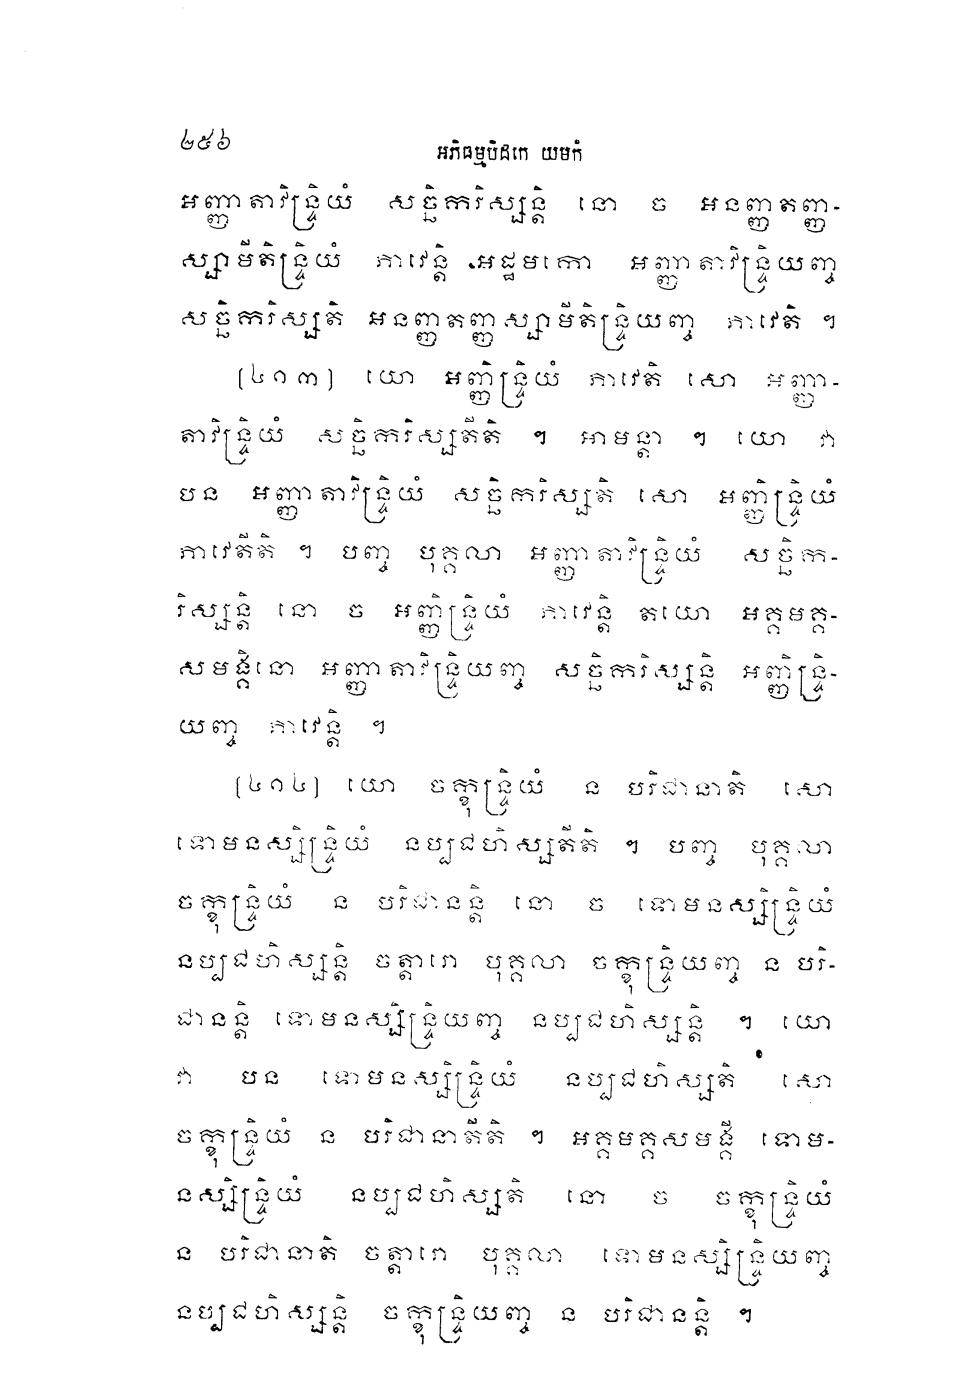 ២៥៦
អភិធម្មបិដកេ យមកំ
អញ្ញាតាវិន្ទ្រិយំ សច្ឆិករិស្សន្តិ នោ ច អនញ្ញតញ្ញ-
ស្សាមីតិន្ទ្រិយំ ភាវេន្តិ អដ្ឋមកោ អញ្ញាតាវិន្ទ្រិយញ្ច
សច្ឆិករិស្សតិ អនញ្ញតញ្ញស្សាមីតិន្ទ្រិយញ្ច ភាវេតិ ។
[៤១៣] យោ អញ្ញិន្ទ្រិយំ ភាវេតិ សោ អញ្ញា-
តាវិន្ទ្រិយំ សច្ឆិករិស្សតីតិ ។ អាមន្តា ។ យោ វា
បន អញ្ញាតាវិន្ទ្រិយំ សច្ឆិករិស្សតិ សោ អញ្ញិន្ទ្រិយំ
ភាវេតីតិ ។ បញ្ច បុគ្គលា អញ្ញាតាវិន្ទ្រិយំ សច្ឆិក-
រិស្សន្តិ នោ ច អញ្ញិន្ទ្រិយំ ភាវេន្តិ តយោ អគ្គមគ្គ-
សមង្គិនោ អញ្ញាតាវិន្ទ្រិយញ្ច សច្ឆិករិស្សន្តិ អញ្ញិន្ទ្រិ-
យញ្ច ភាវេន្តិ ។
[៤១៤] យោ ចក្ខុន្ទ្រិយំ ន បរិជានាតិ សោ
ទោមនស្សិន្ទ្រិយំ នប្បជហិស្សតីតិ ។ បញ្ច បុគ្គលា
ចក្ខុន្ទ្រិយំ ន បរិជានន្តិ នោ ច ទោមនស្សិន្ទ្រិយំ
នប្បជហិស្សន្តិ ចត្តារោ បុគ្គលា ចក្ខុន្ទ្រិយញ្ច ន បរិ-
ជានន្តិ ទោមនស្សិន្ទ្រិយញ្ច នប្បជហិស្សន្តិ ។ យោ
វា បន ទោមនស្សិន្ទ្រិយំ នប្បជហិស្សតិ សោ
ចក្ខុន្ទ្រិយំ ន បរិជានាតីតិ ។ អគ្គមគ្គសមង្គី ទោម-
នស្សិន្ទ្រិយំ នប្បជហិស្សតិ នោ ច ចក្ខុន្ទ្រិយំ
ន បរិជានាតិ ចត្តារោ បុគ្គលា ទោមនស្សិន្ទ្រិយញ្ច
នប្បជហិស្សន្តិ ចក្ខុន្ទ្រិយញ្ច ន បរិជានន្តិ ។